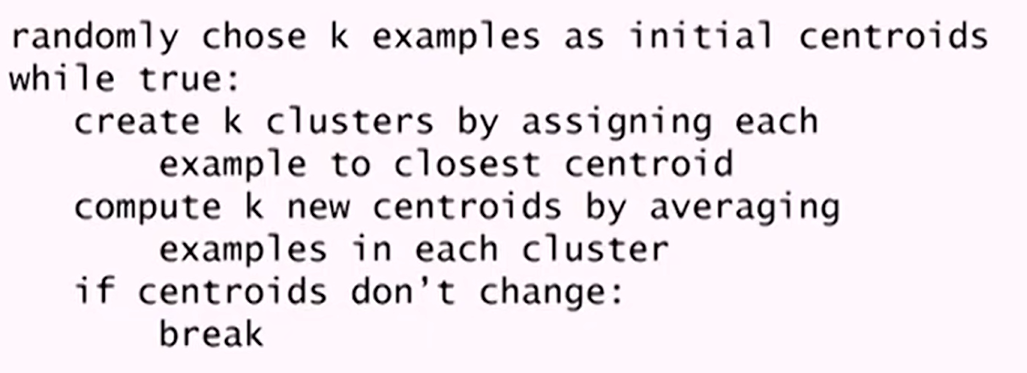 randomly chose k examples as initial centroids
while true:
create k clusters by assigning each
example to closest centroid
compute k new centroids by averaging
examples in each cluster
if centroids don’t change:
break